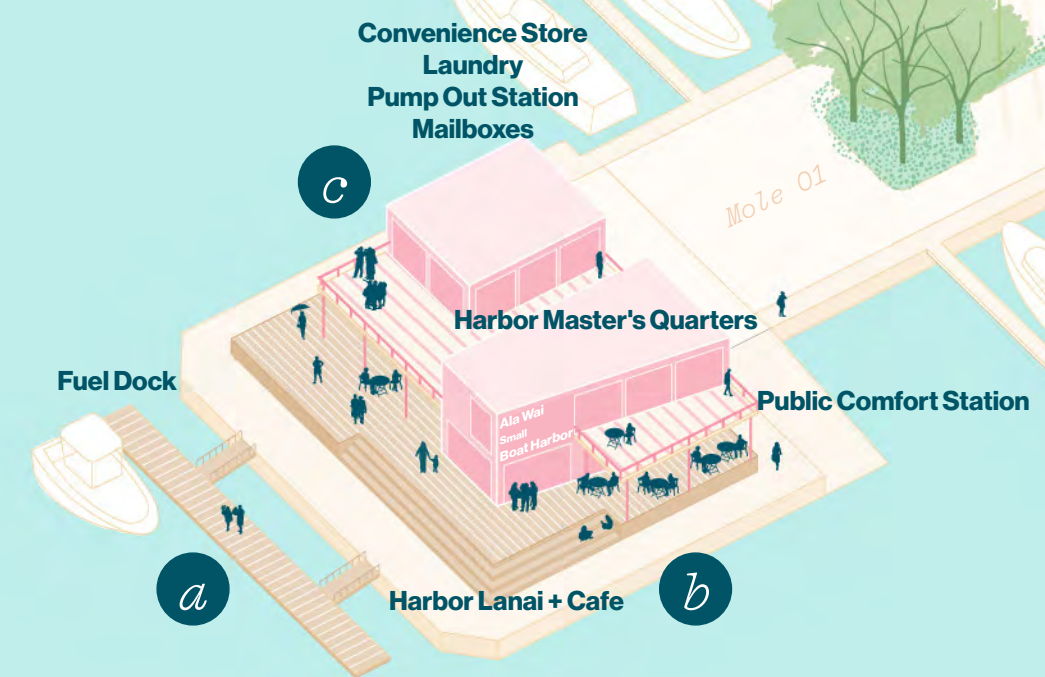 Convenience Store
Laundry
Pump Out Station
Mailboxes
c
Mole 01
Harbor Master's Quarters
Fuel Dock
Public Comfort Station
Ala Wai
Small
Boat Harbor
a
Harbor Lanai + Cafe
b